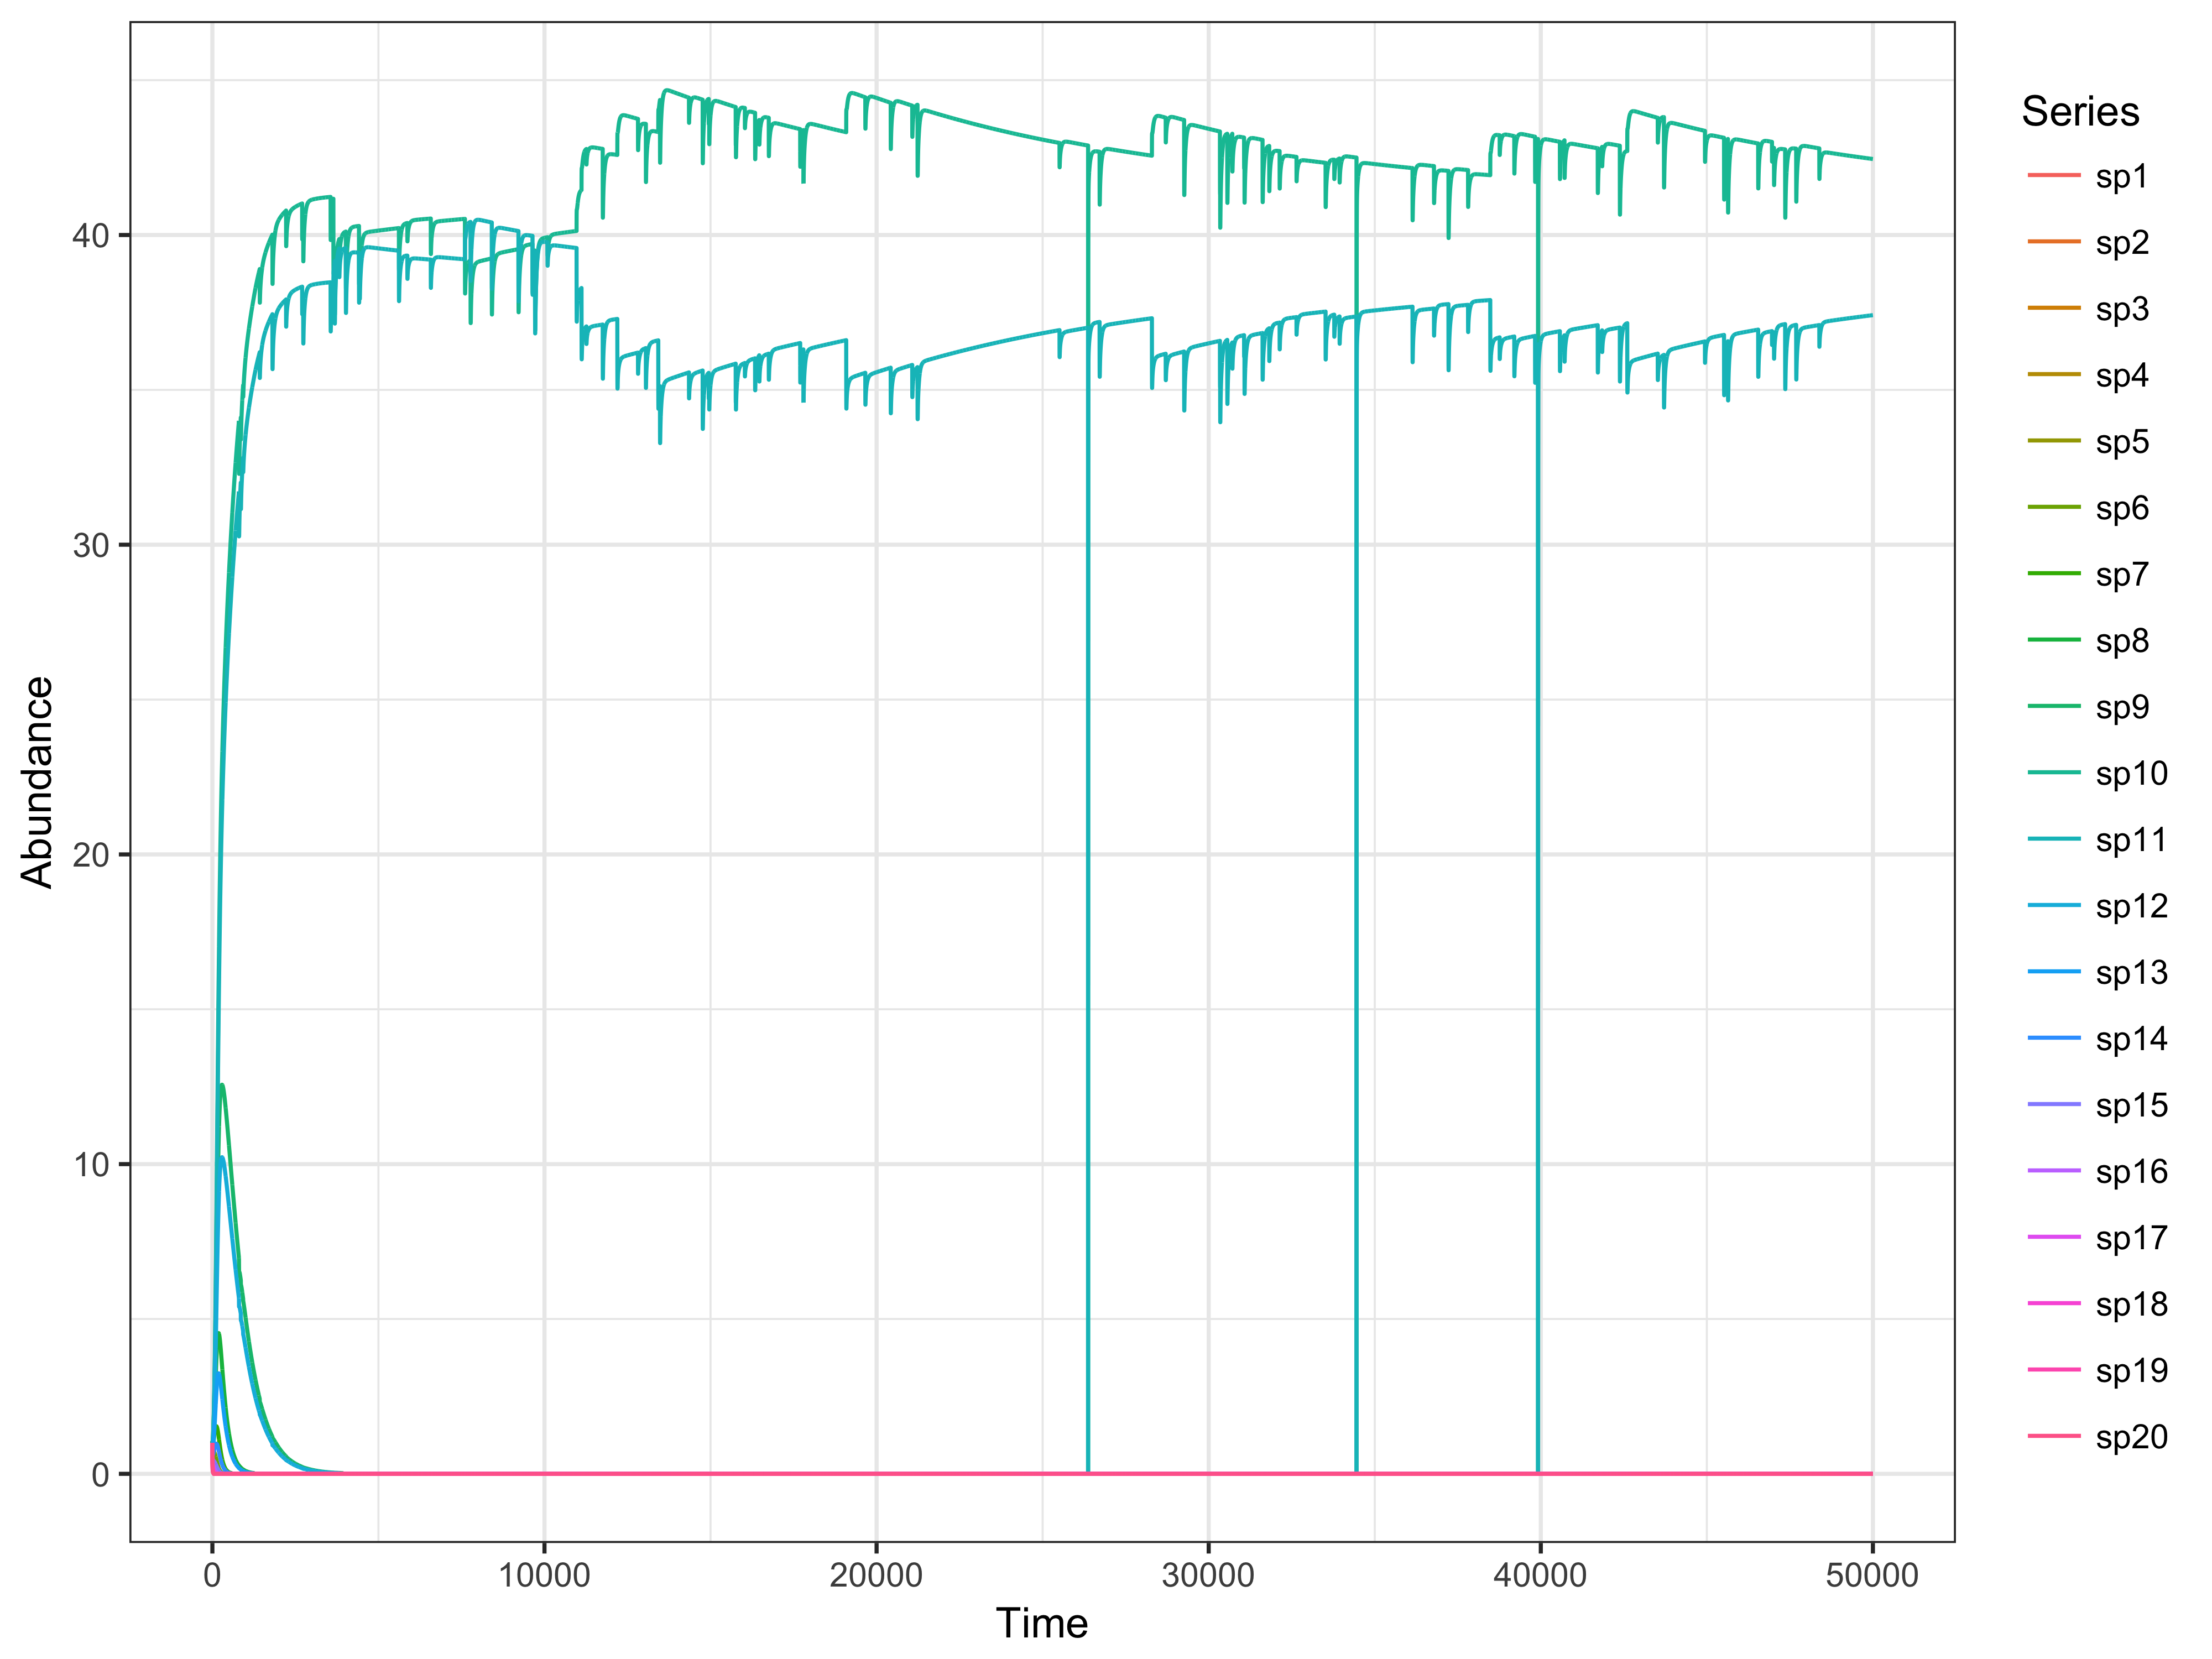 Series
sp1
sp2
sp3
sp4
sp5
sp6
sp7
sp8
sp9
sp10
sp11
sp12
sp13
sp14
sp15
sp16
sp17
sp18
sp19
sp20
Abundance
40
30
20
10
0
0 10000 20000 30000 40000 50000
Time